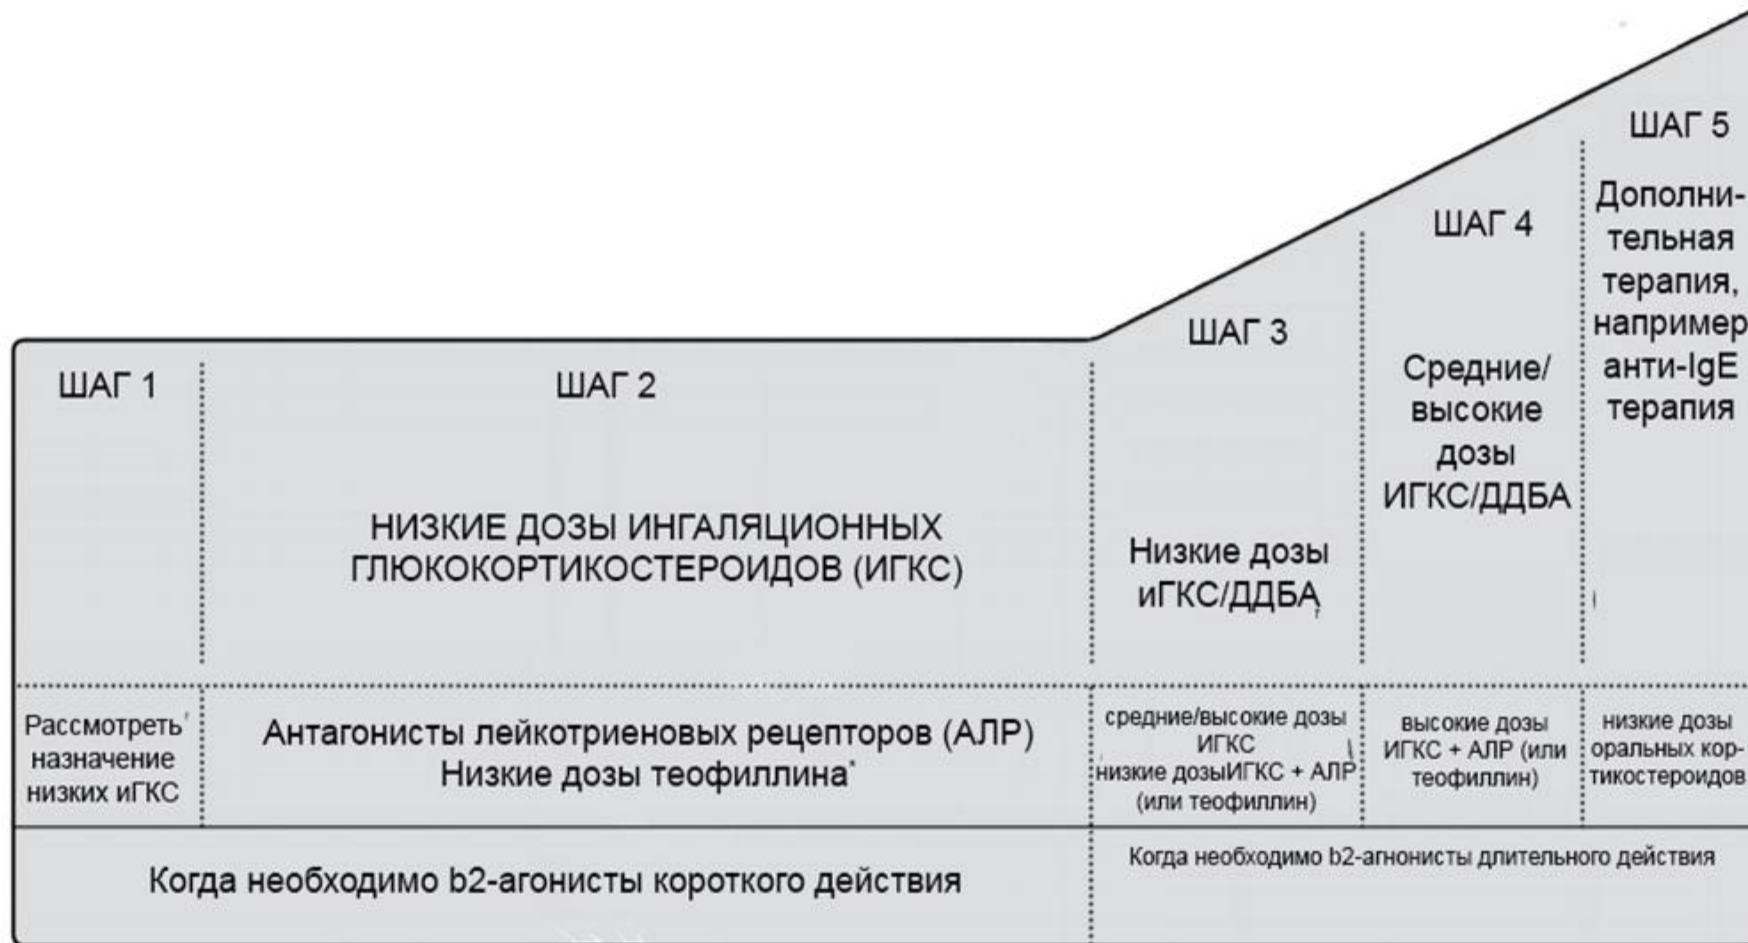 ШАГ 1
ШАГ 2
НИЗКИЕ ДОЗЫ ИНГАЛЯЦИОННЫХ
ГЛЮКОКОРТИКОСТЕРОИДОВ (ИГКС)
ШАГ 3
Низкие дозы
иГКС/ДДБА
ШАГ 4
Средние/
высокие
дозы
ИГКС/ДДБА
ШАГ 5
Дополни-
тельная
терапия,
например
анти-IgE
терапия
Рассмотреть
назначение
низких иГКС
Антагонисты лейкотриеновых рецепторов (АЛР)
Низкие дозы теофиллина*
средние/высокие дозы
ИГКС
низкие дозыИГКС + АЛР
(или теофиллин)
высокие дозы
ИГКС + АЛР (или
теофиллин)
низкие дозы
оральных кор-
тикостероидов
Когда необходимо b2-агонисты короткого действия
Когда необходимо b2-агнонисты длительного действия